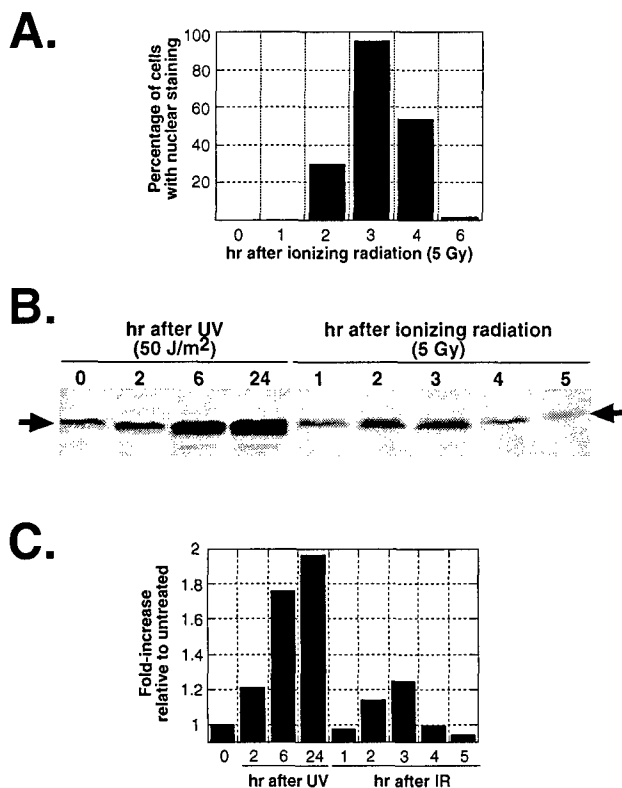 A.
Percentage of cells
with nuclear staining
100
80
60
40
20
0 1 2 3 4 6
hr after ionizing radiation (5 Gy)
B.
hr after UV
(50 J/m2)
hr after ionizing radiation
(5 Gy)
0 2 6 24 1 2 3 4 5
C.
Fold-increase
relative to untreated
2
1.8
1.6
1.4
1.2
1
0 2 6 24 1 2 3 4 5
hr after UV
hr after IR